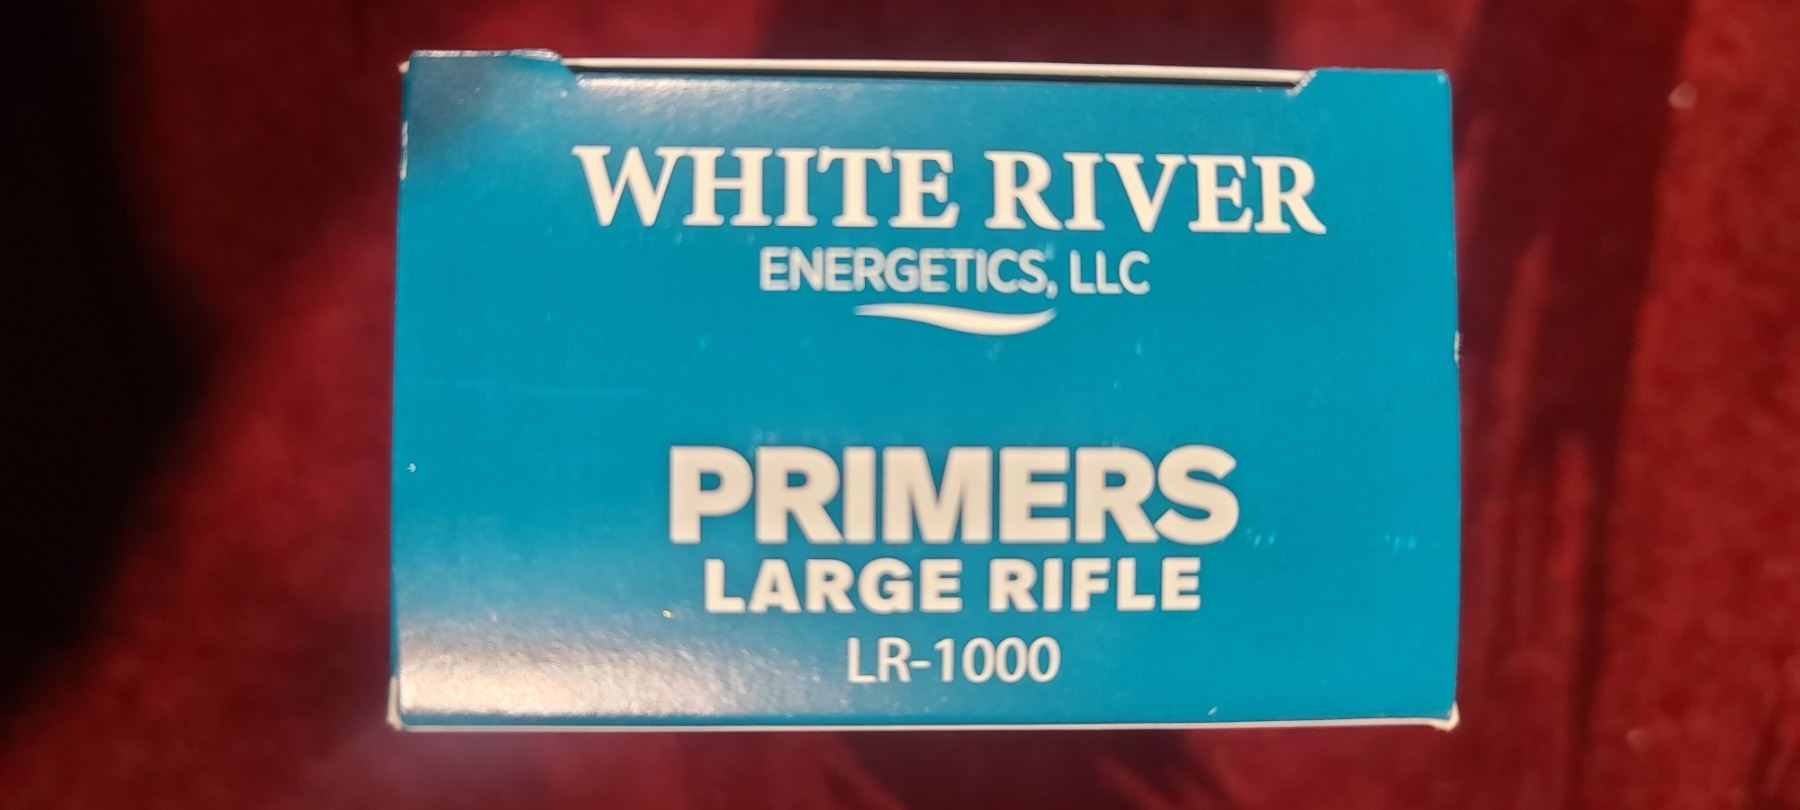 WHITE RIVER
ENERGETICS, LLC
PRIMERS
LARGE RIFLE
LR-1000